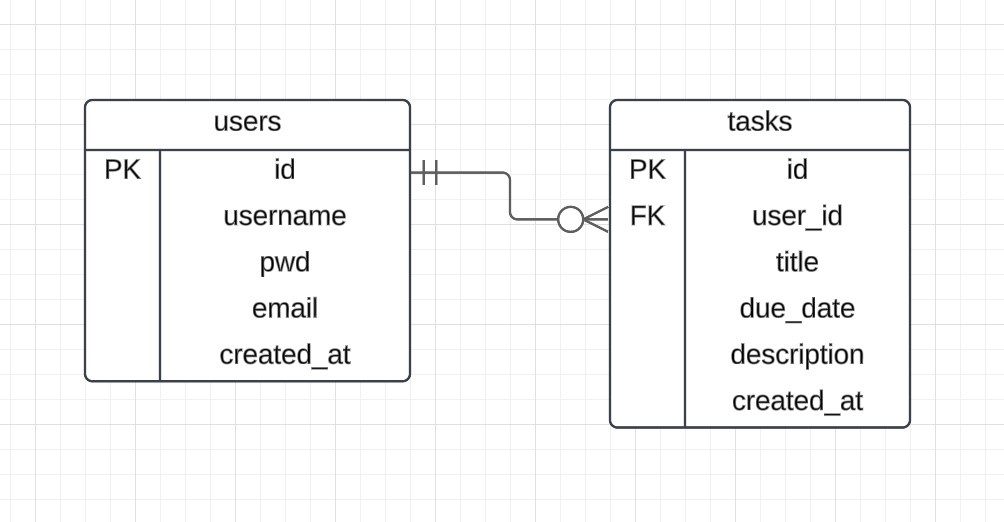 users
PK id
username
pwd
email
created_at
tasks
PK id
FK user_id
title
due_date
description
created_at